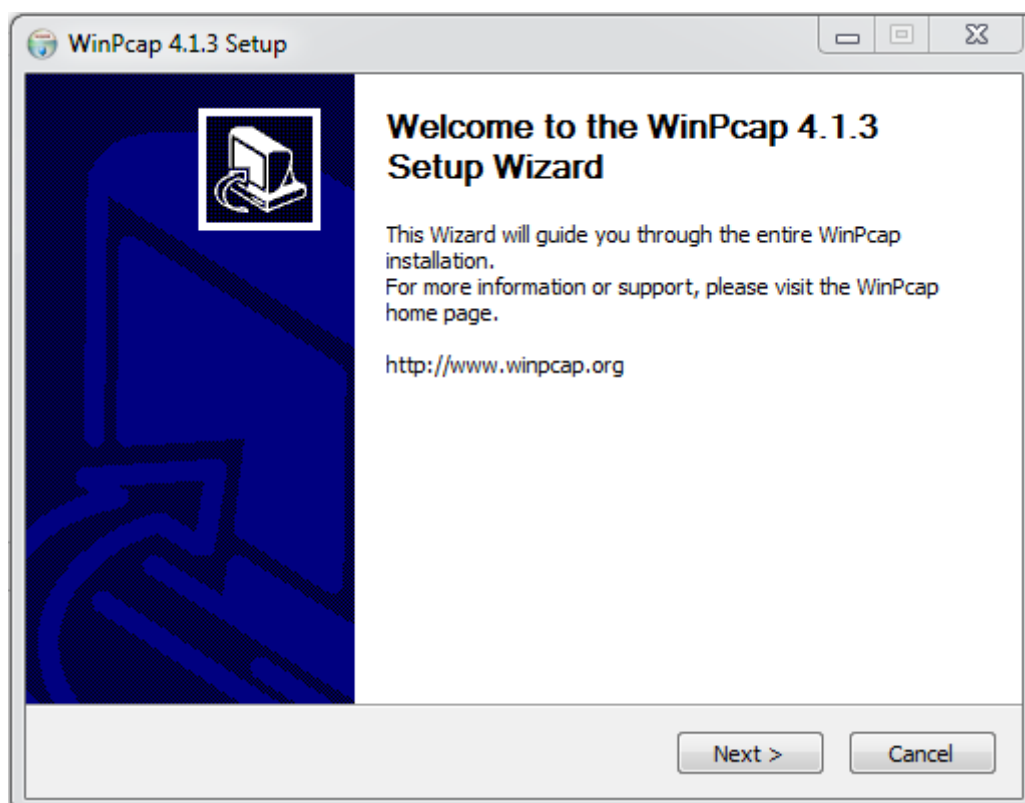 WinPcap 4.1.3 Setup
Welcome to the WinPcap 4.1.3
Setup Wizard
This Wizard will guide you through the entire WinPcap
installation.
For more information or support, please visit the WinPcap
home page.
http://www.winpcap.org
Next >
Cancel